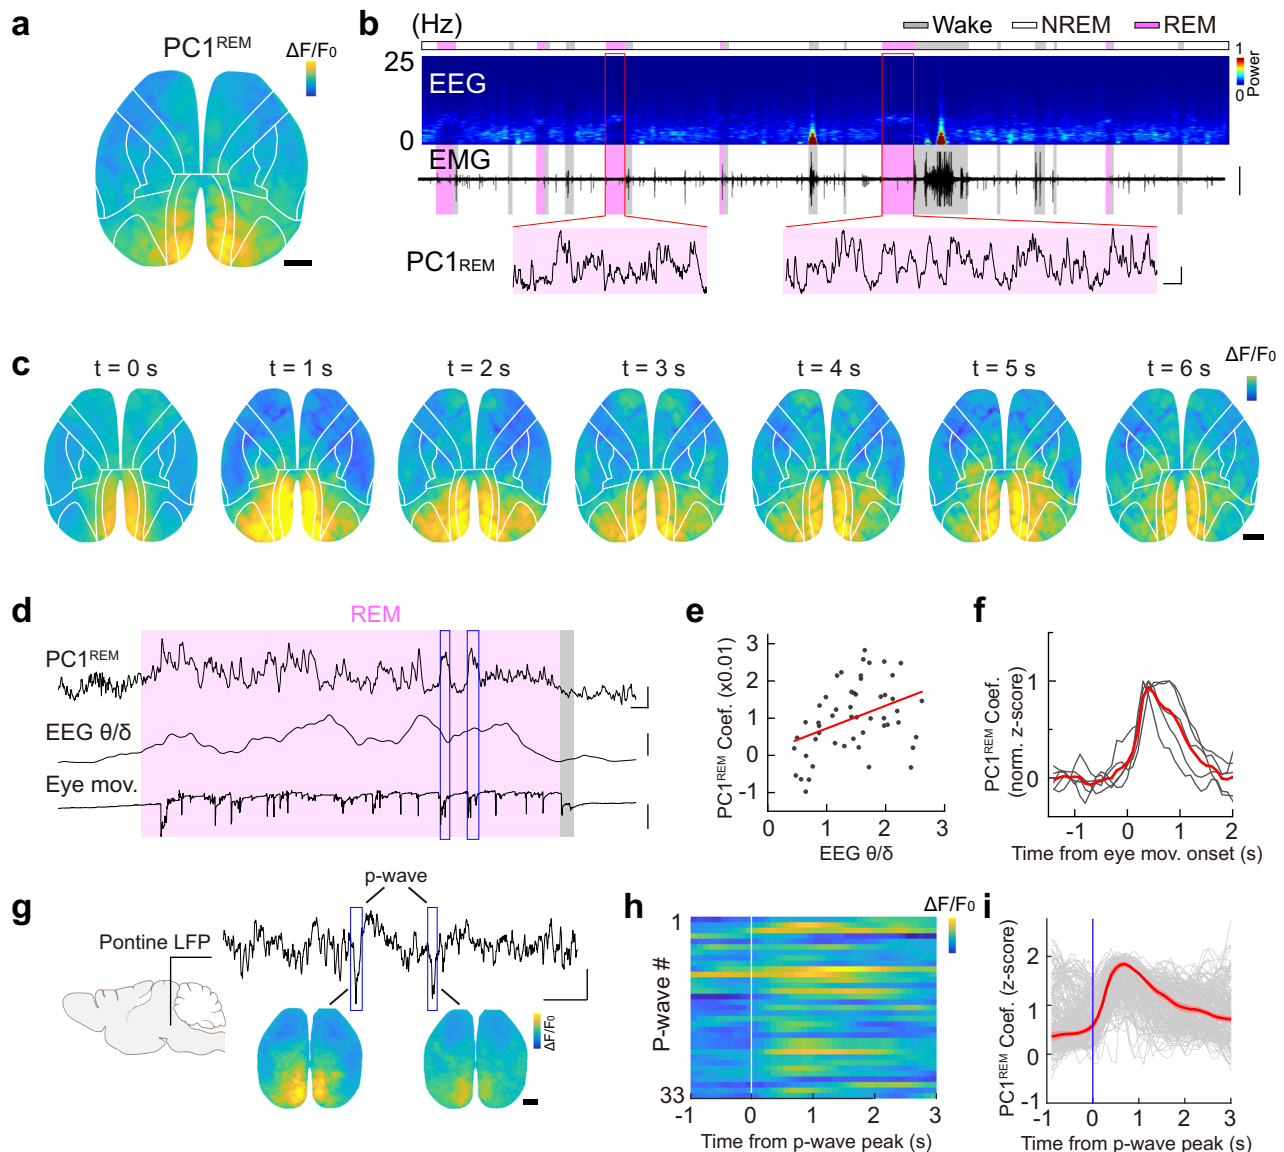 a
PC1REM
ΔF/F0
b
(Hz)
Wake
NREM
REM
25
EEG
0
EMG
1
0
Power
PC1REM
c
t = 0 s
t = 1 s
t = 2 s
t = 3 s
t = 4 s
t = 5 s
t = 6 s
ΔF/F0
d
REM
PC1REM
EEG θ/δ
Eye mov.
e
PC1REM Coef. (x0.01)
3
2
1
0
-1
0
1
2
3
EEG θ/δ
f
PC1REM Coef.
(norm. z-score)
1
0
-1
0
1
2
Time from eye mov. onset (s)
g
p-wave
Pontine LFP
ΔF/F0
h
ΔF/F0
P-wave #
1
33
-1
0
1
2
3
Time from p-wave peak (s)
i
PC1REM Coef. (z-score)
2
1
0
-1
-1
0
1
2
3
Time from p-wave peak (s)